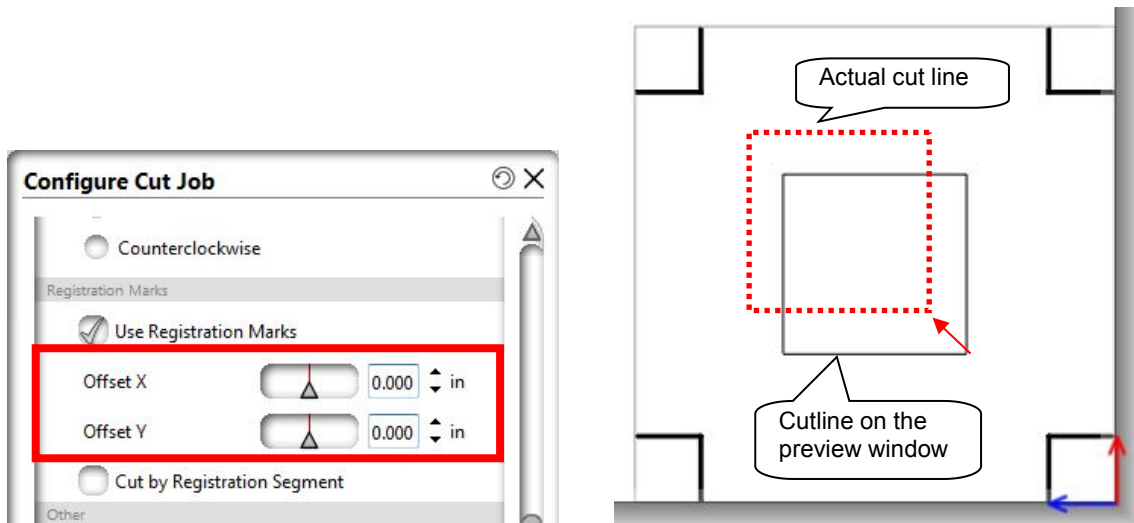 Configure Cut Job
Counterclockwise
Registration Marks
Use Registration Marks
Offset X 0.000 in
Offset Y 0.000 in
Cut by Registration Segment
Other
Actual cut line
Cutline on the
preview window